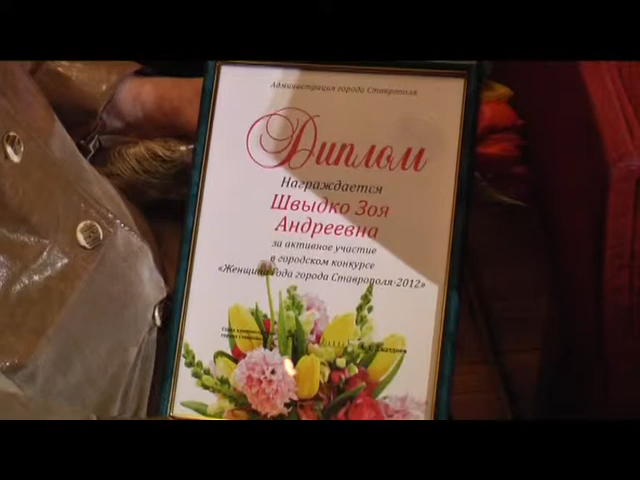 Администрация города Ставрополя
Диплом
Награждается
Швыдко Зоя
Андреевна
за активное участие
в городском конкурсе
«Женщина года города Ставрополя-2012»